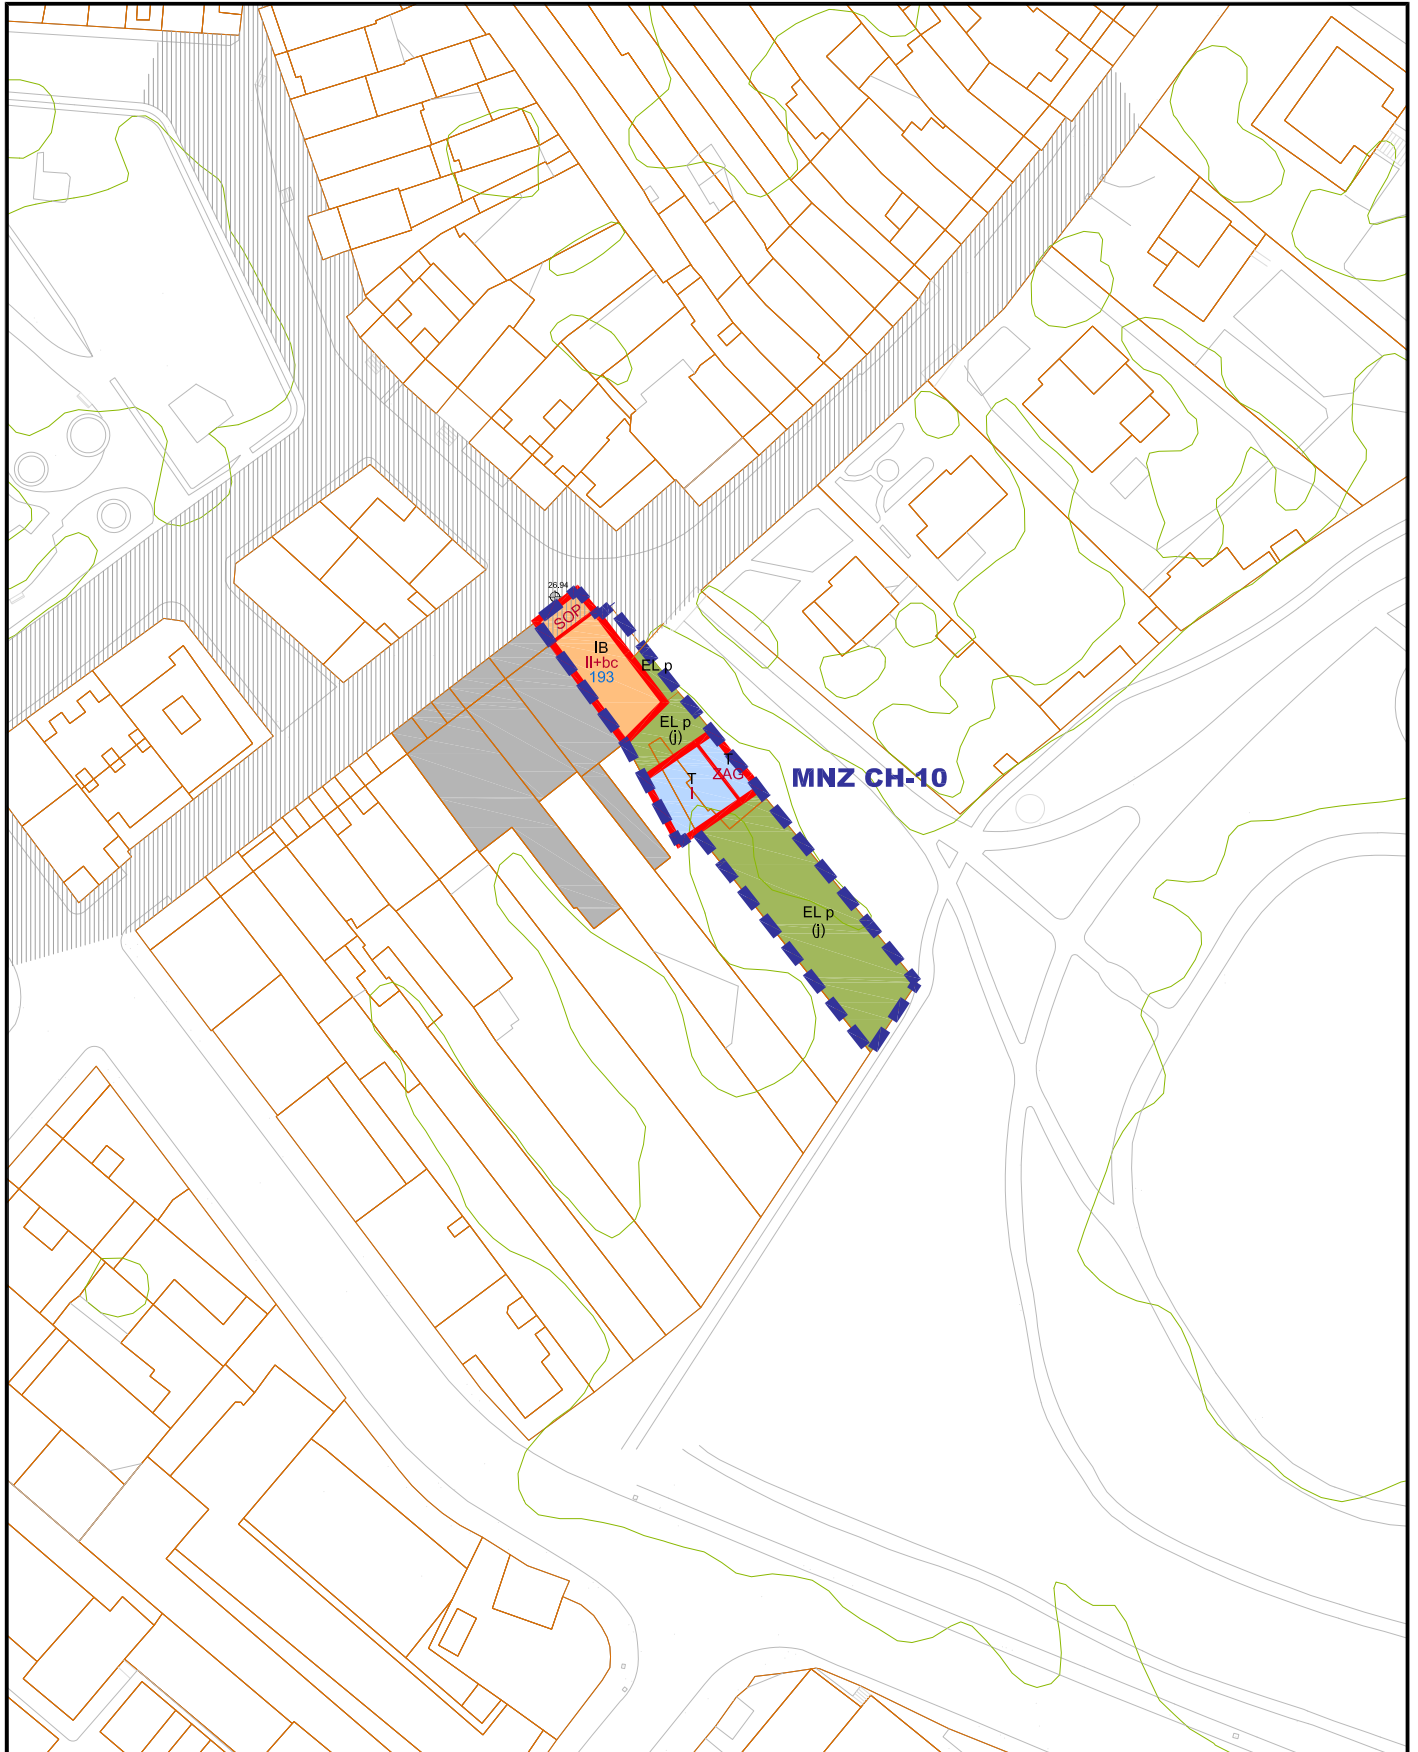 26.94
SOP
IB
II+bc
193
EL p
EL p
(j)
T
ZAG
T
I
MNZ CH-10
EL p
(j)